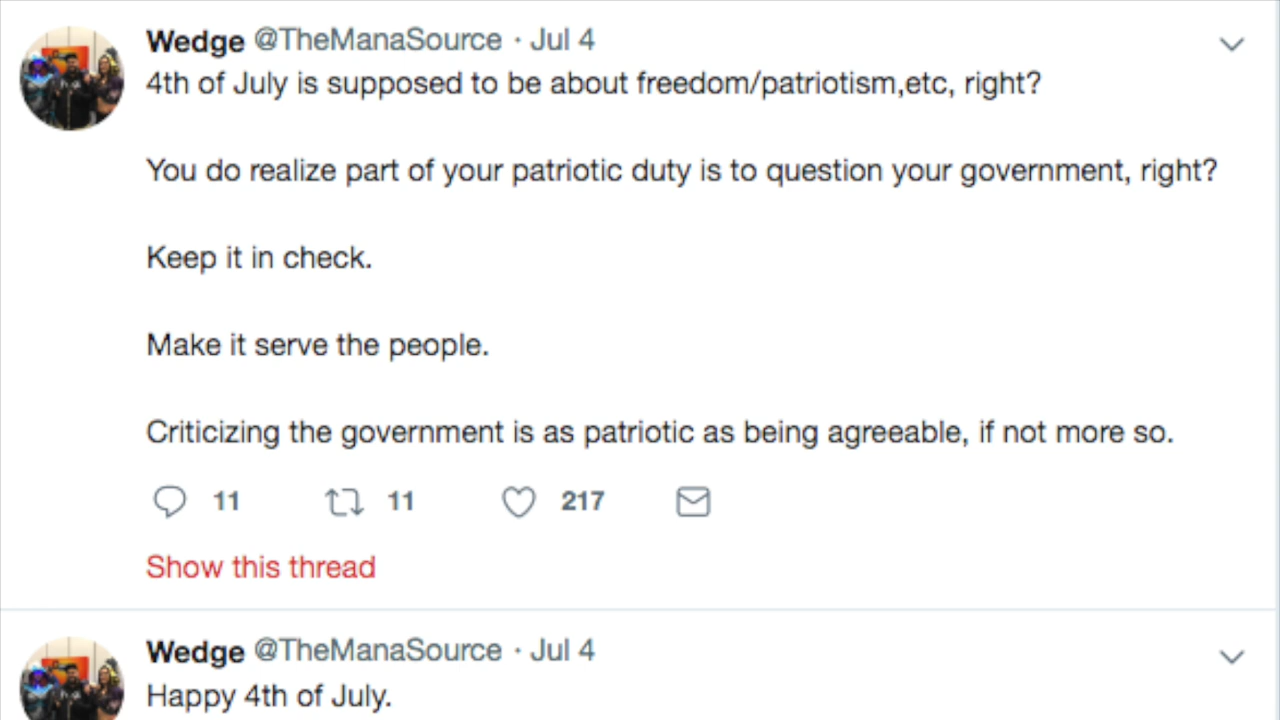 Wedge @TheManaSource · Jul 4
4th of July is supposed to be about freedom/patriotism,etc, right?
You do realize part of your patriotic duty is to question your government, right?
Keep it in check.
Make it serve the people.
Criticizing the government is as patriotic as being agreeable, if not more so.
11 11 217
Show this thread
Wedge @TheManaSource · Jul 4
Happy 4th of July.